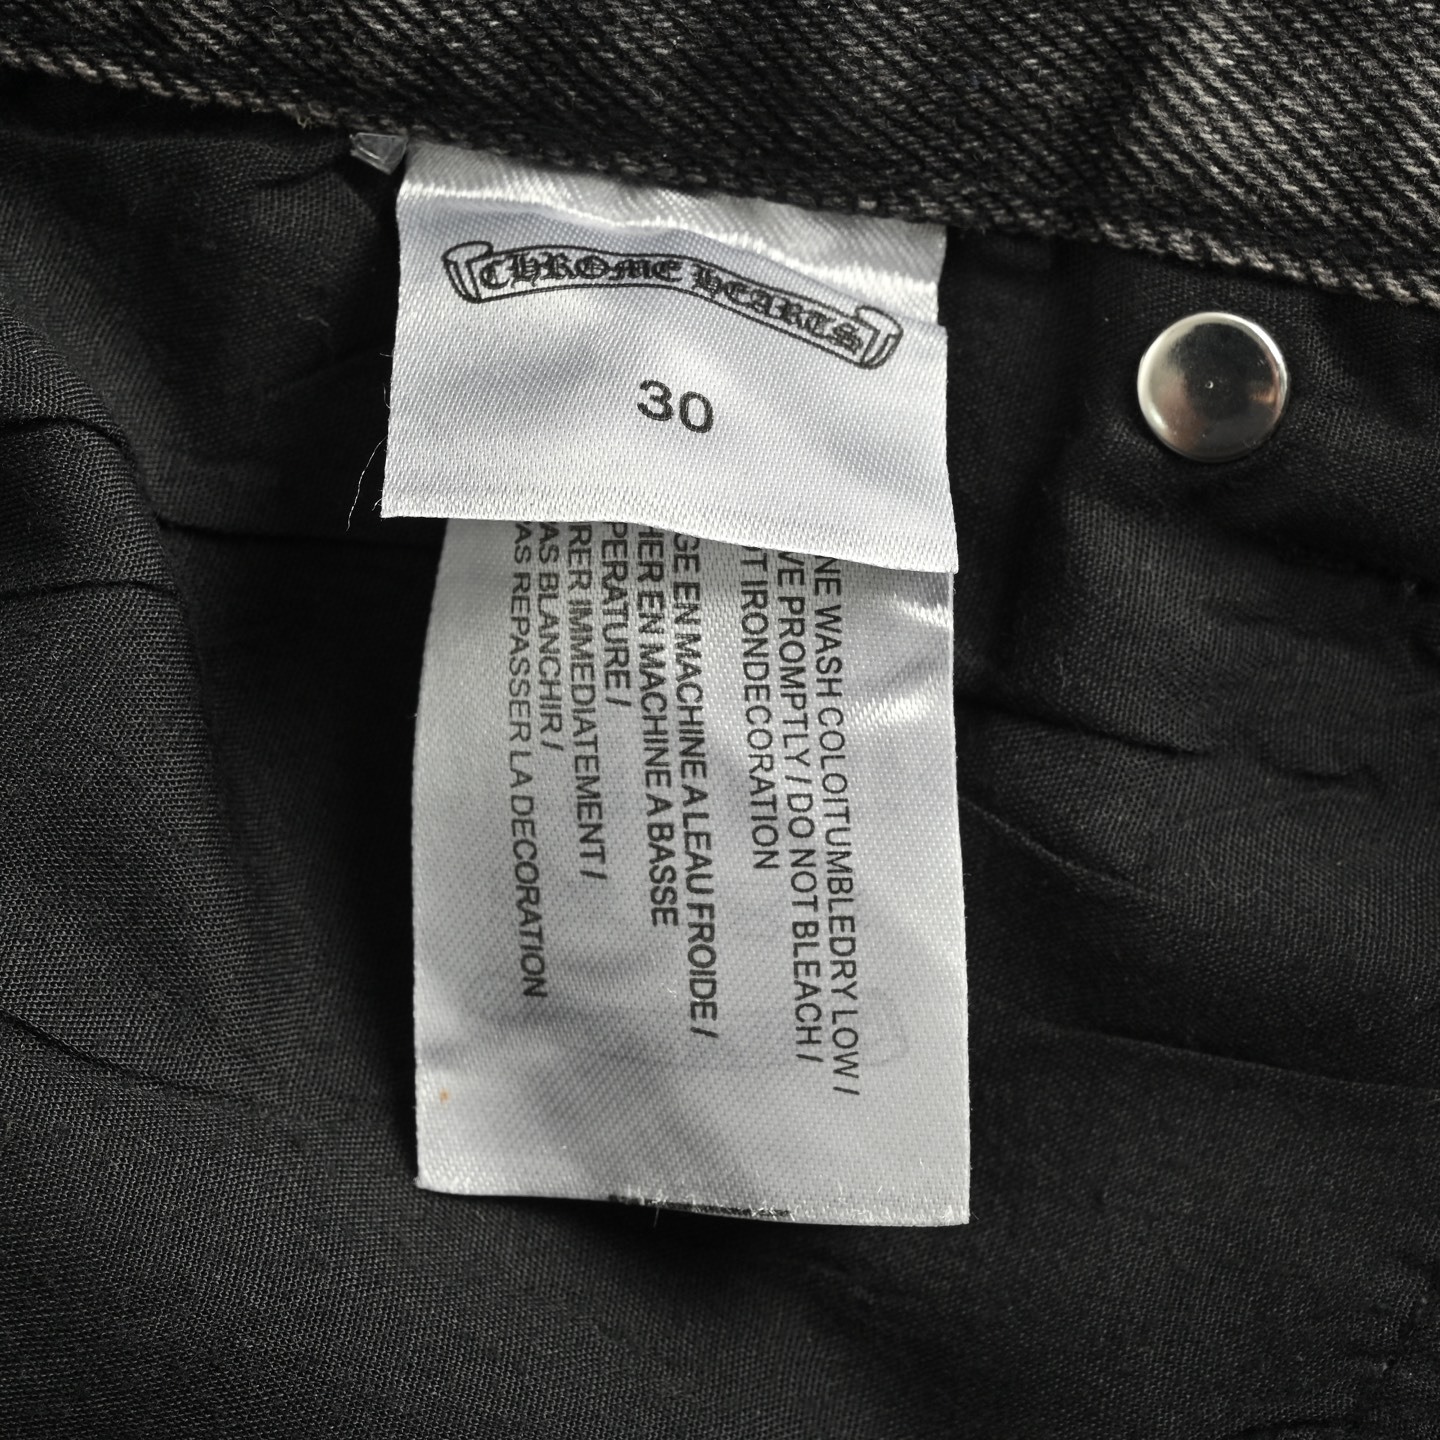 CHROME HEARTS
30
NE WASH COLOITUMBLEDRY LOW /
VE PROMPTLY / DO NOT BLEACH /
T IRONDECORATION
GE EN MACHINE A LEAU FROIDE /
HER EN MACHINE A BASSE
PERATURE /
RER IMMEDIATEMENT /
AS BLANCHIR /
AS REPASSER LA DECORATION